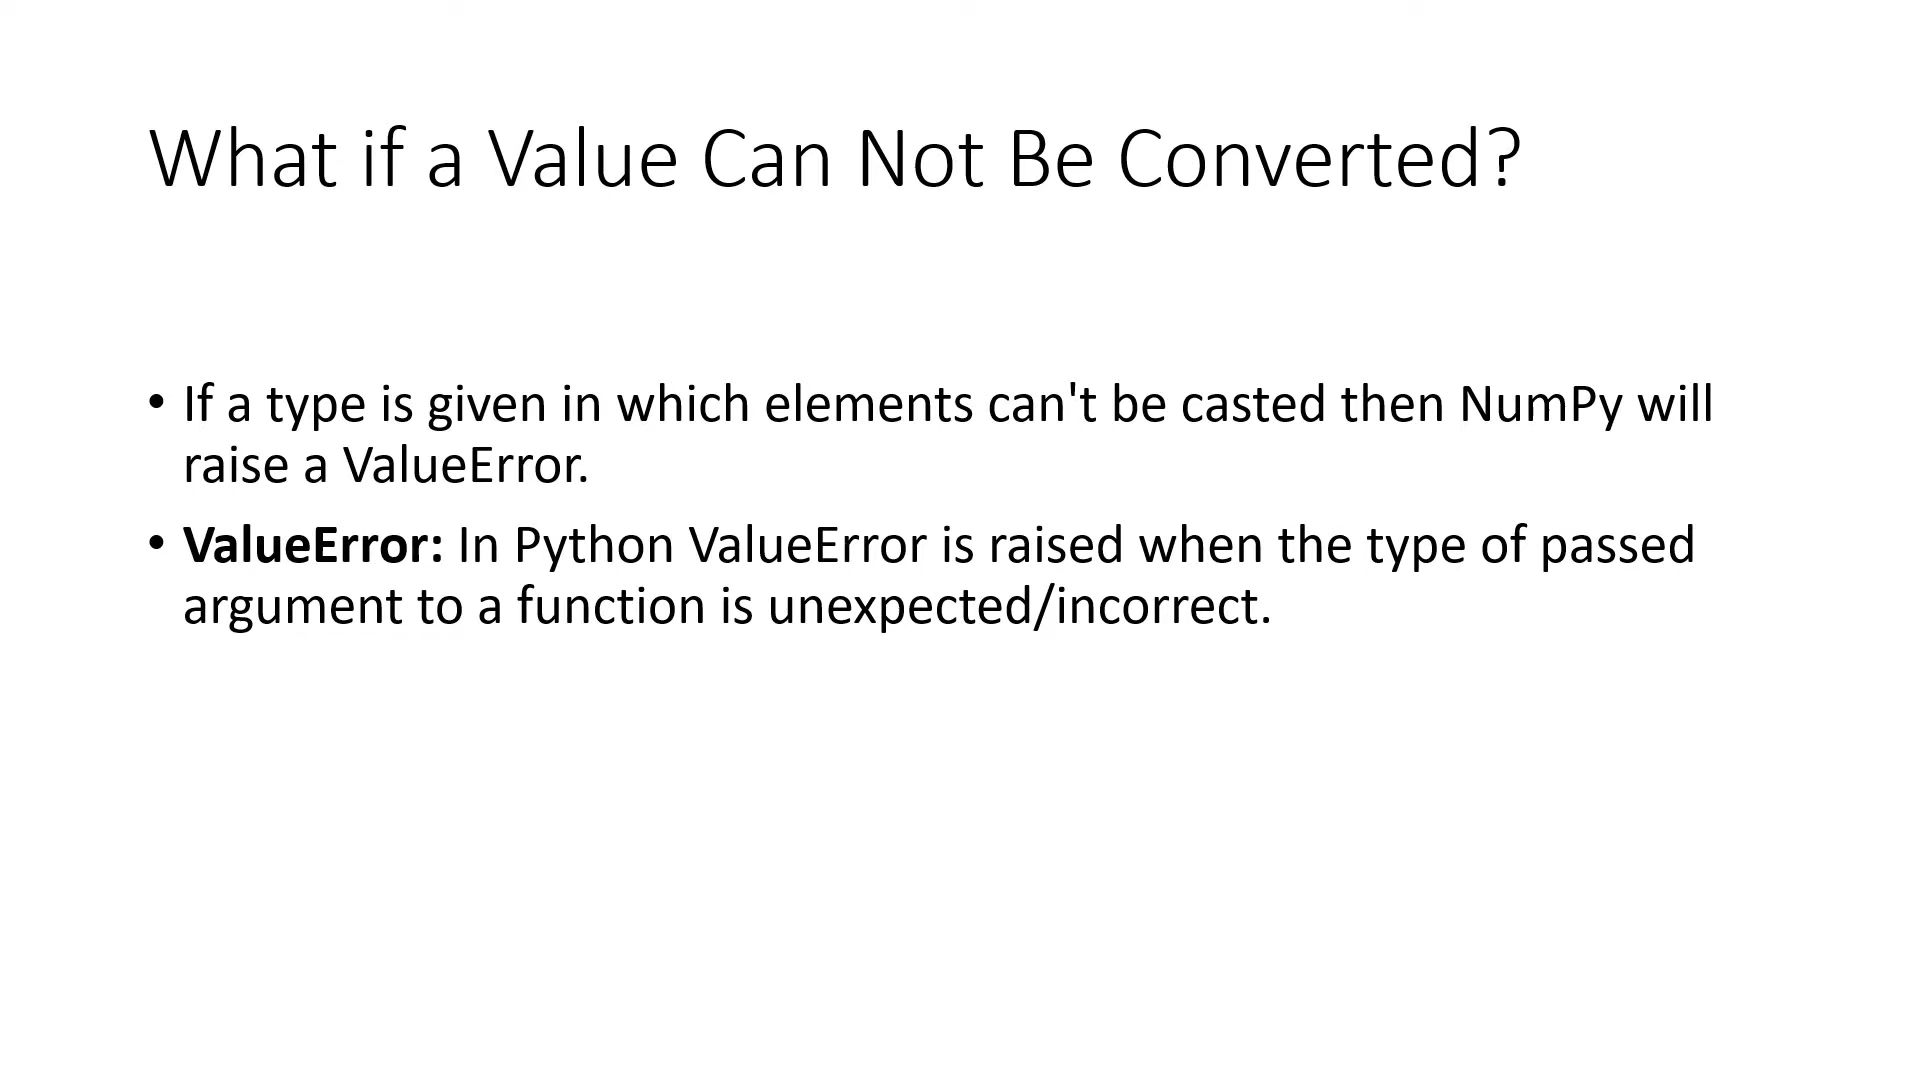 What if a Value Can Not Be Converted?
• If a type is given in which elements can't be casted then NumPy will
raise a ValueError.
• ValueError: In Python ValueError is raised when the type of passed
argument to a function is unexpected/incorrect.